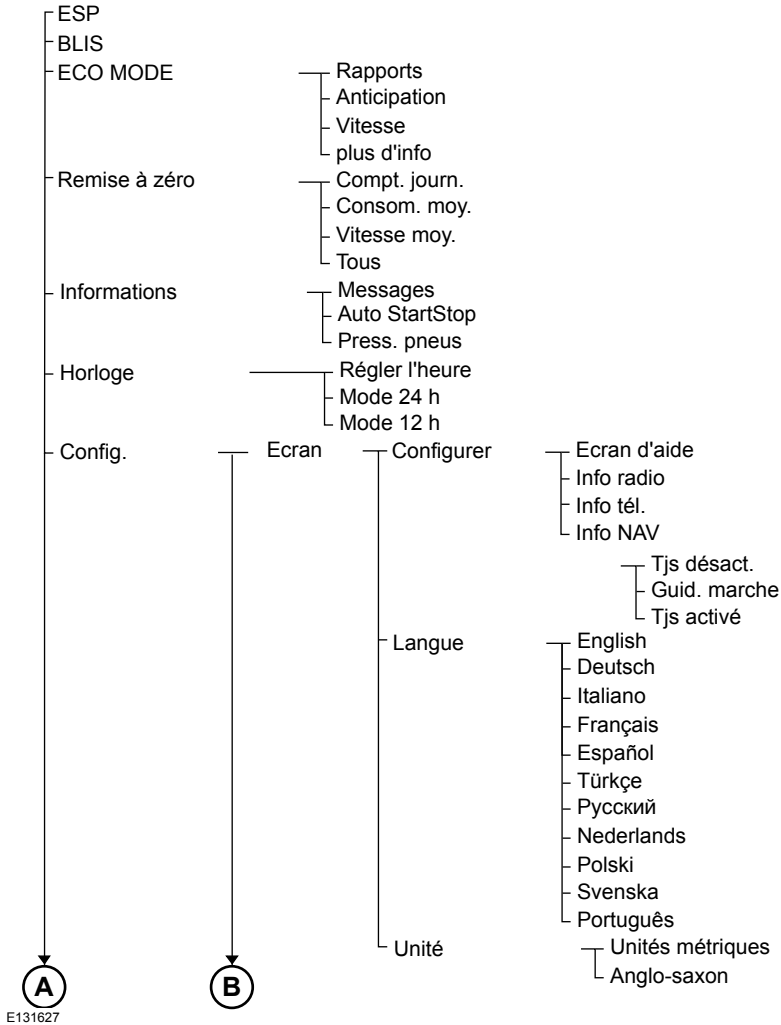 ESP
BLIS
ECO MODE
Rapports
Anticipation
Vitesse
plus d'info
Remise à zéro
Compt. journ.
Consom. moy.
Vitesse moy.
Tous
Informations
Messages
Auto StartStop
Press. pneus
Horloge
Régler l'heure
Mode 24 h
Mode 12 h
Config.
Ecran
Configurer
Ecran d'aide
Info radio
Info tél.
Info NAV
Tjs désact.
Guid. marche
Tjs activé
Langue
English
Deutsch
Italiano
Français
Español
Türkçe
Русский
Nederlands
Polski
Svenska
Português
Unité
Unités métriques
Anglo-saxon
A
B
E131627